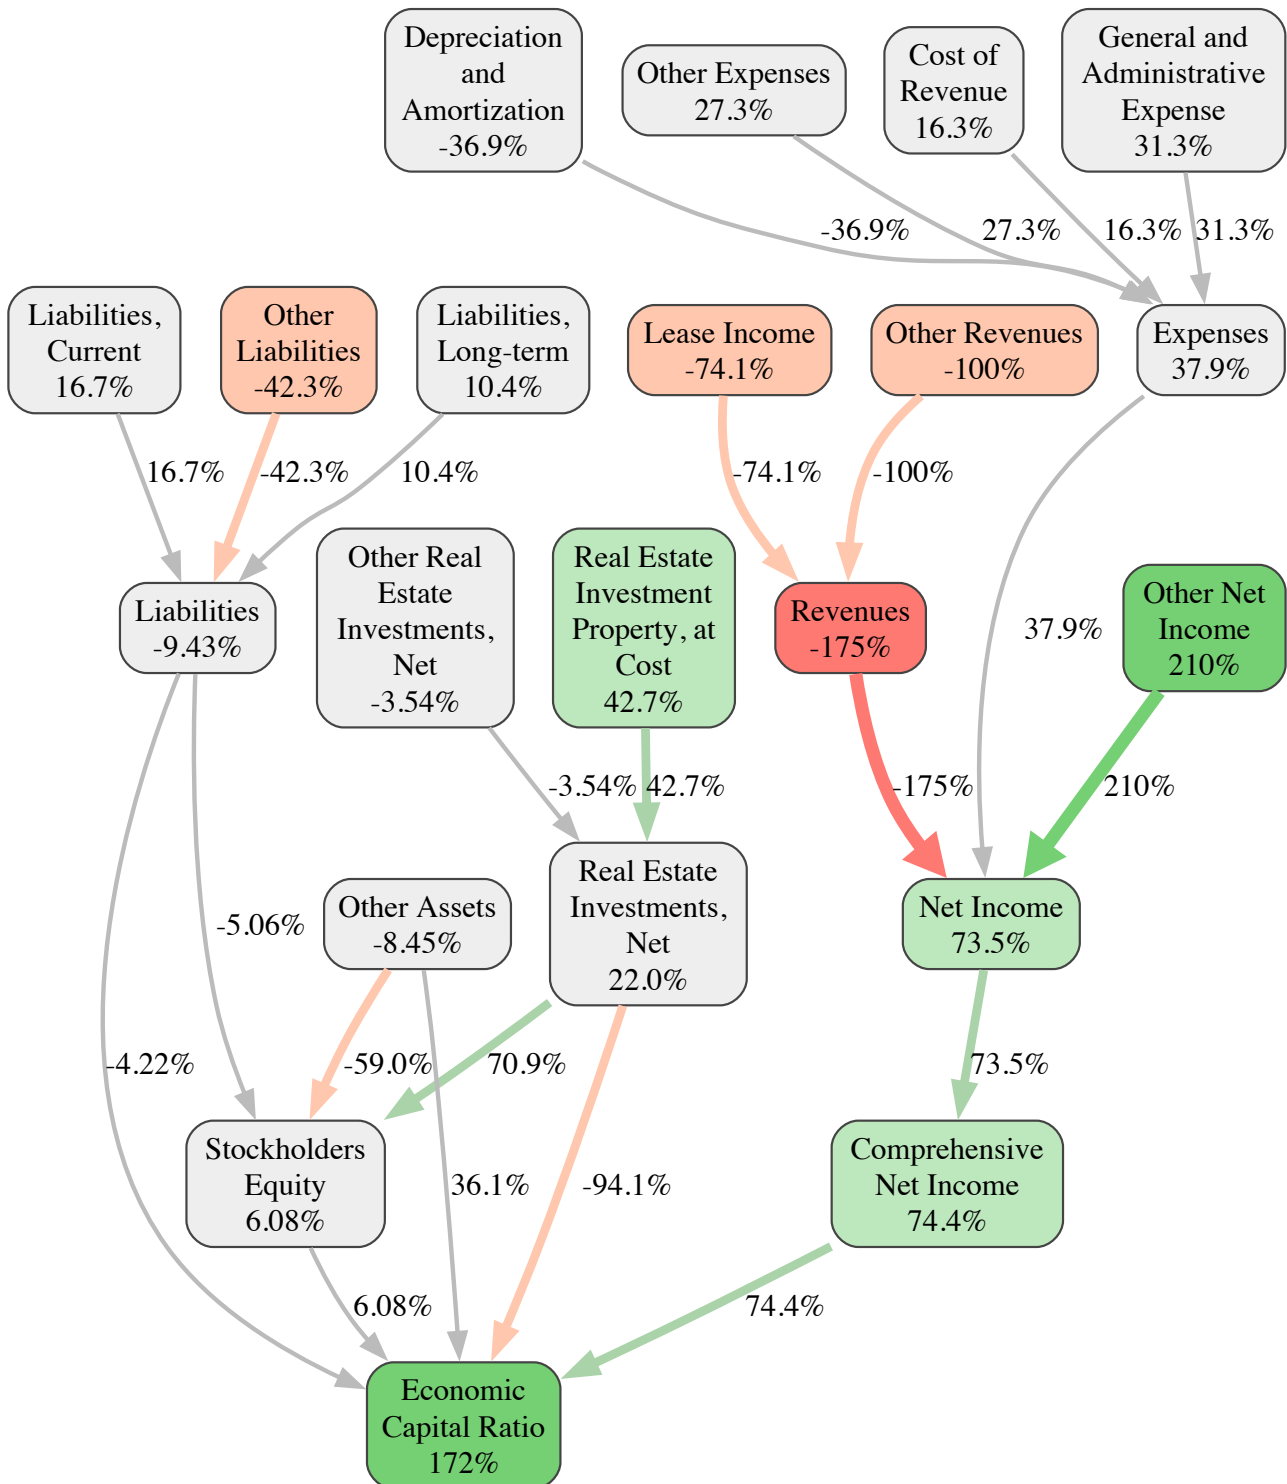 Depreciation
and
Amortization
-36.9%
Other Expenses
27.3%
Cost of
Revenue
16.3%
General and
Administrative
Expense
31.3%
-36.9%
27.3%
16.3%
31.3%
Liabilities,
Current
16.7%
Other
Liabilities
-42.3%
Liabilities,
Long-term
10.4%
Lease Income
-74.1%
Other Revenues
-100%
Expenses
37.9%
16.7%
-42.3%
10.4%
-74.1%
-100%
Liabilities
-9.43%
Other Real
Estate
Investments,
Net
-3.54%
Real Estate
Investment
Property, at
Cost
42.7%
Revenues
-175%
37.9%
Other Net
Income
210%
-3.54%
42.7%
-175%
210%
-5.06%
Other Assets
-8.45%
Real Estate
Investments,
Net
22.0%
Net Income
73.5%
-4.22%
-59.0%
70.9%
73.5%
Stockholders
Equity
6.08%
36.1%
-94.1%
Comprehensive
Net Income
74.4%
6.08%
74.4%
Economic
Capital Ratio
172%